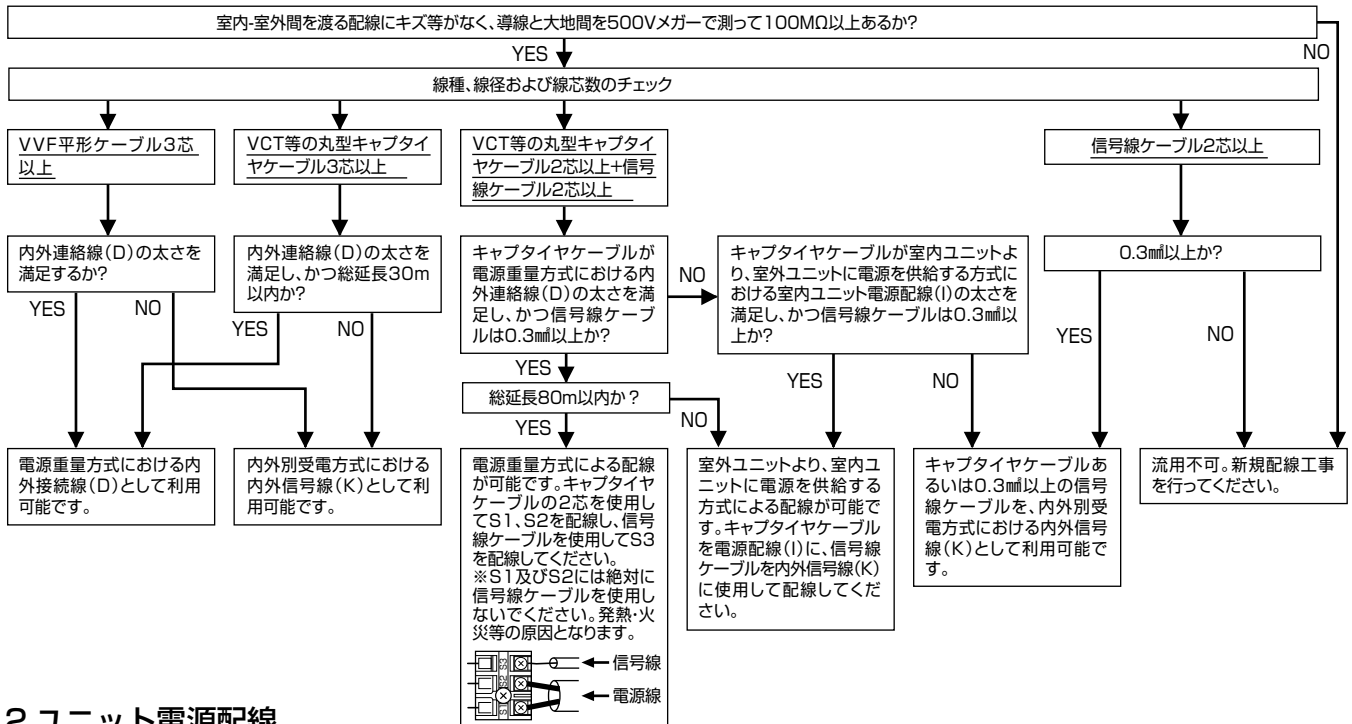 室内-室外間を渡る配線にキズ等がなく、導線と大地間を500Vメガーで測って100MΩ以上あるか？
YES
NO
線種、線径および線芯数のチェック
VVF平形ケーブル3芯
以上
VCT等の丸型キャプタイ
ヤケーブル3芯以上
VCT等の丸型キャプタイ
ヤケーブル2芯以上+信号
線ケーブル2芯以上
信号線ケーブル2芯以上
内外連絡線(D)の太さを
満足するか？
内外連絡線(D)の太さを
満足し、かつ総延長30m
以内か？
キャプタイヤケーブルが
電源重量方式における内
外連絡線(D)の太さを満
足し、かつ信号線ケーブ
ルは0.3㎟以上か？
NO
キャプタイヤケーブルが室内ユニットよ
り、室外ユニットに電源を供給する方式に
おける室内ユニット電源配線(I)の太さを
満足し、かつ信号線ケーブルは0.3㎟以
上か？
0.3㎟以上か？
YES
NO
YES
NO
YES
総延長80m以内か？
NO
YES
YES
NO
YES
NO
電源重量方式における内
外接続線(D)として利用
可能です。
内外別受電方式における
内外信号線(K)として利
用可能です。
電源重量方式による配線
が可能です。キャプタイヤ
ケーブルの2芯を使用し
てS1、S2を配線し、信号
線ケーブルを使用してS3
を配線してください。
※S1及びS2には絶対に
信号線ケーブルを使用し
ないでください。発熱・火
災等の原因となります。
S3
信号線
S2
電源線
S1
室外ユニットより、室内ユ
ニットに電源を供給する
方式による配線が可能で
す。キャプタイヤケーブル
を電源配線(I)に、信号線
ケーブルを内外信号線(K)
に使用して配線してくだ
さい。
キャプタイヤケーブルあ
るいは0.3㎟以上の信号
線ケーブルを、内外別受
電方式における内外信号
線(K)として利用可能で
す。
流用不可。新規配線工事
を行ってください。
2.ユニット電源配線